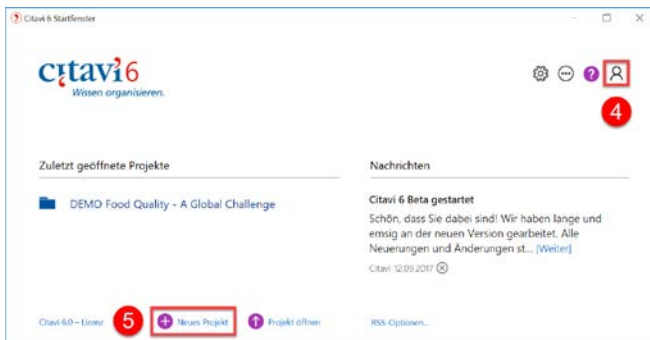 Citavi 6 Startfenster
citavi6
Wissen organisieren.
?
4
Zuletzt geöffnete Projekte
Nachrichten
DEMO Food Quality - A Global Challenge
Citavi 6 Beta gestartet
Schön, dass Sie dabei sind! Wir haben lange und
emsig an der neuen Version gearbeitet. Alle
Neuerungen und Änderungen st... [Weiter]
Citavi 12.09.2017
Citavi 6.0 – Lizenz
5
Neues Projekt
Projekt öffnen
RSS-Optionen...